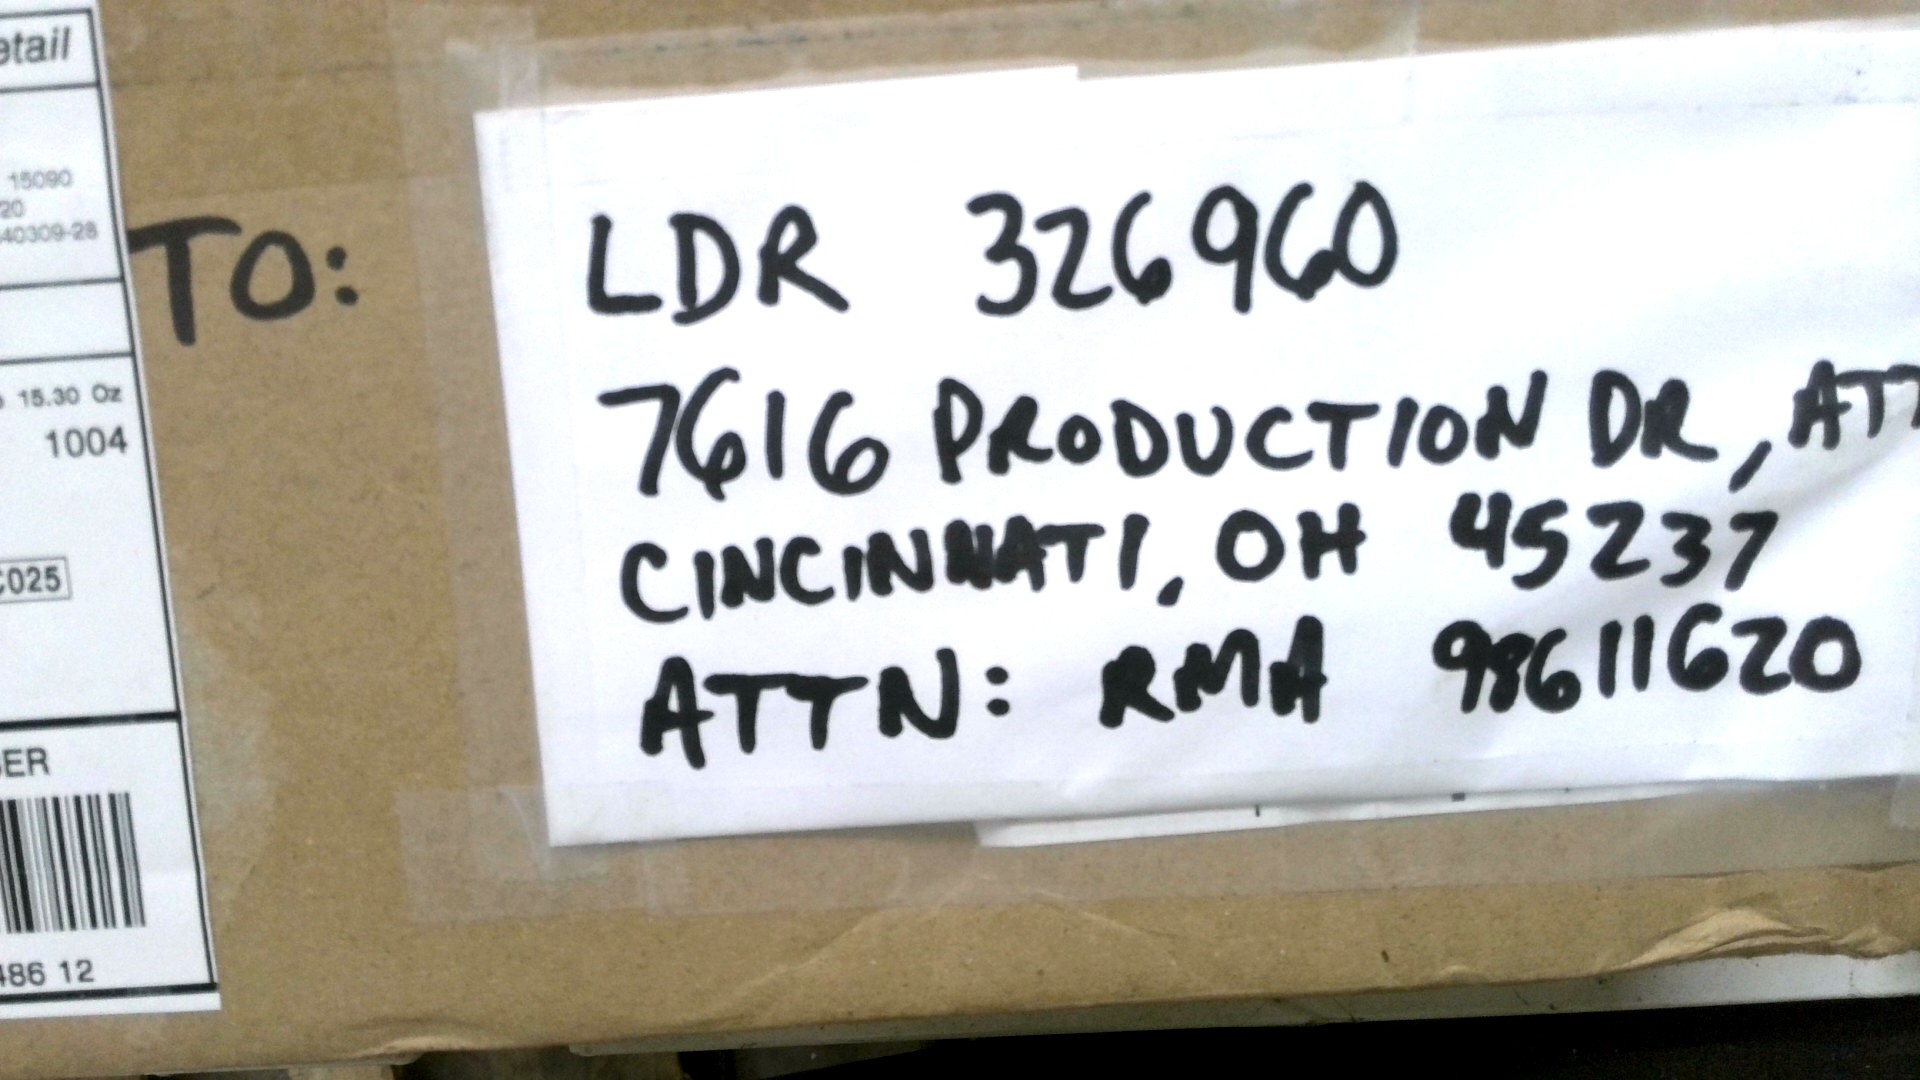 etail
15090
20
40309-28
15.30 Oz
1004
C025
ER
486 12
TO:
LDR 326960
7616 PRODUCTION DR, ATT
CINCINNATI, OH 45237
ATTN: RMA 98611620